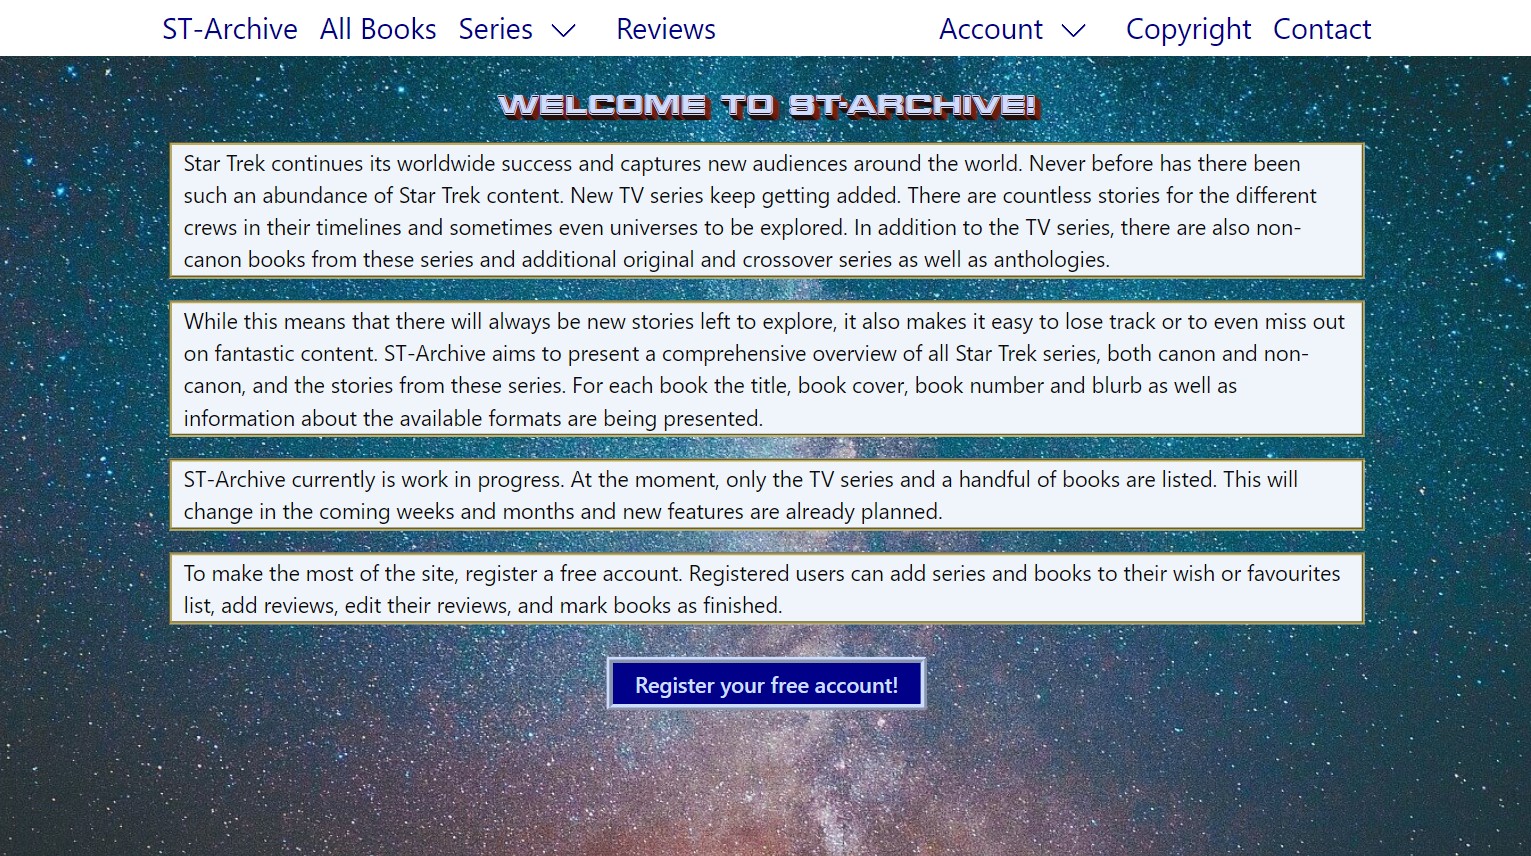 ST-Archive All Books Series Reviews Account Copyright Contact
WELCOME TO ST-ARCHIVE!
Star Trek continues its worldwide success and captures new audiences around the world. Never before has there been
such an abundance of Star Trek content. New TV series keep getting added. There are countless stories for the different
crews in their timelines and sometimes even universes to be explored. In addition to the TV series, there are also non-
canon books from these series and additional original and crossover series as well as anthologies.
While this means that there will always be new stories left to explore, it also makes it easy to lose track or to even miss out
on fantastic content. ST-Archive aims to present a comprehensive overview of all Star Trek series, both canon and non-
canon, and the stories from these series. For each book the title, book cover, book number and blurb as well as
information about the available formats are being presented.
ST-Archive currently is work in progress. At the moment, only the TV series and a handful of books are listed. This will
change in the coming weeks and months and new features are already planned.
To make the most of the site, register a free account. Registered users can add series and books to their wish or favourites
list, add reviews, edit their reviews, and mark books as finished.
Register your free account!